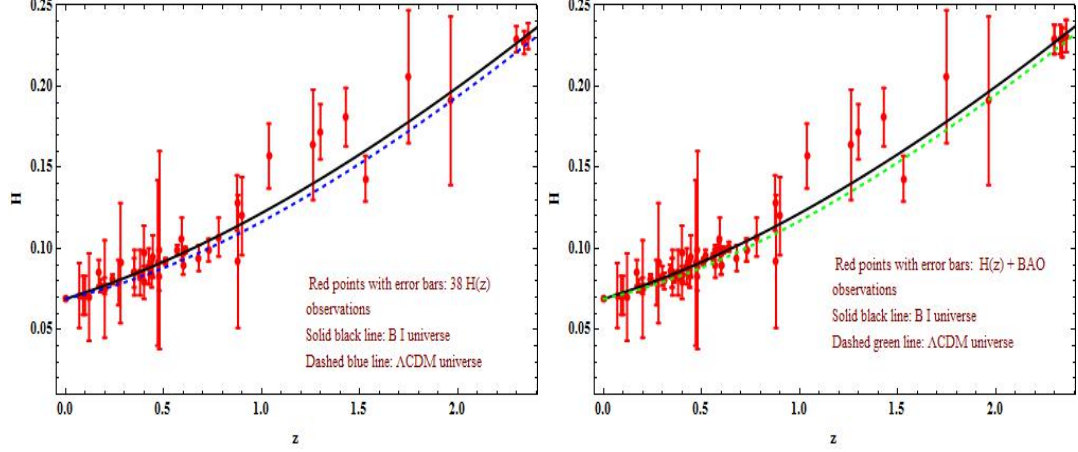 0.25
0.20
0.15
0.10
0.05
H
0.0
0.5
1.0
1.5
2.0
z
Red points with error bars: 38 H(z)
observations
Solid black line: B I universe
Dashed blue line: ΛCDM universe
0.25
0.20
0.15
0.10
0.05
H
0.0
0.5
1.0
1.5
2.0
z
Red points with error bars: H(z) + BAO
observations
Solid black line: B I universe
Dashed green line: ΛCDM universe